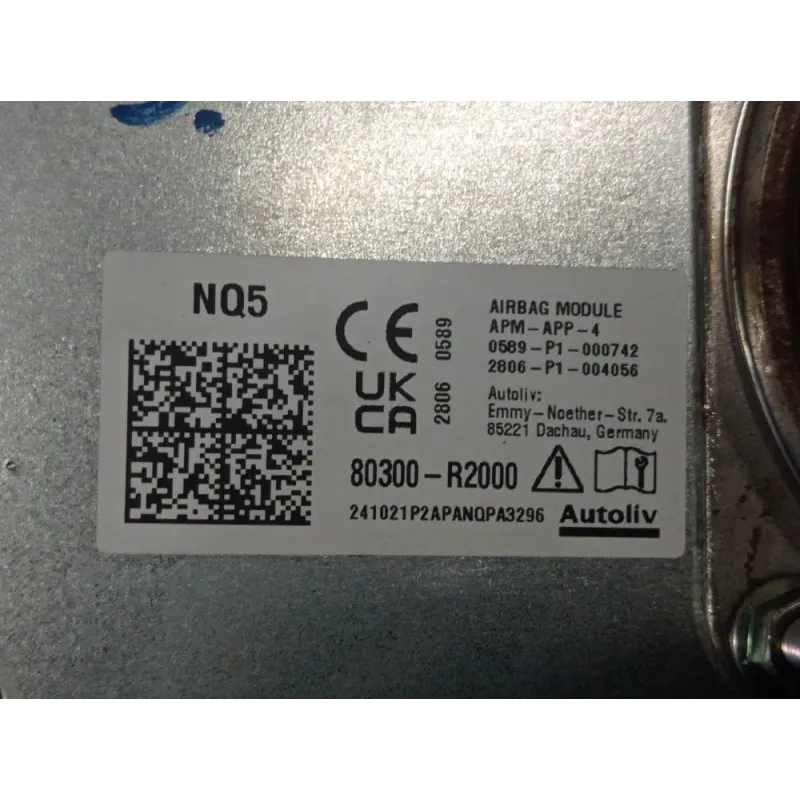 NQ5
CE
0589
UK
CA
2806
AIRBAG MODULE
APM-APP-4
0589-P1-000742
2806-P1-004056
Autoliv:
Emmy-Noether-Str. 7a.
85221 Dachau, Germany
80300-R2000
241021P2APANQPA3296
Autoliv